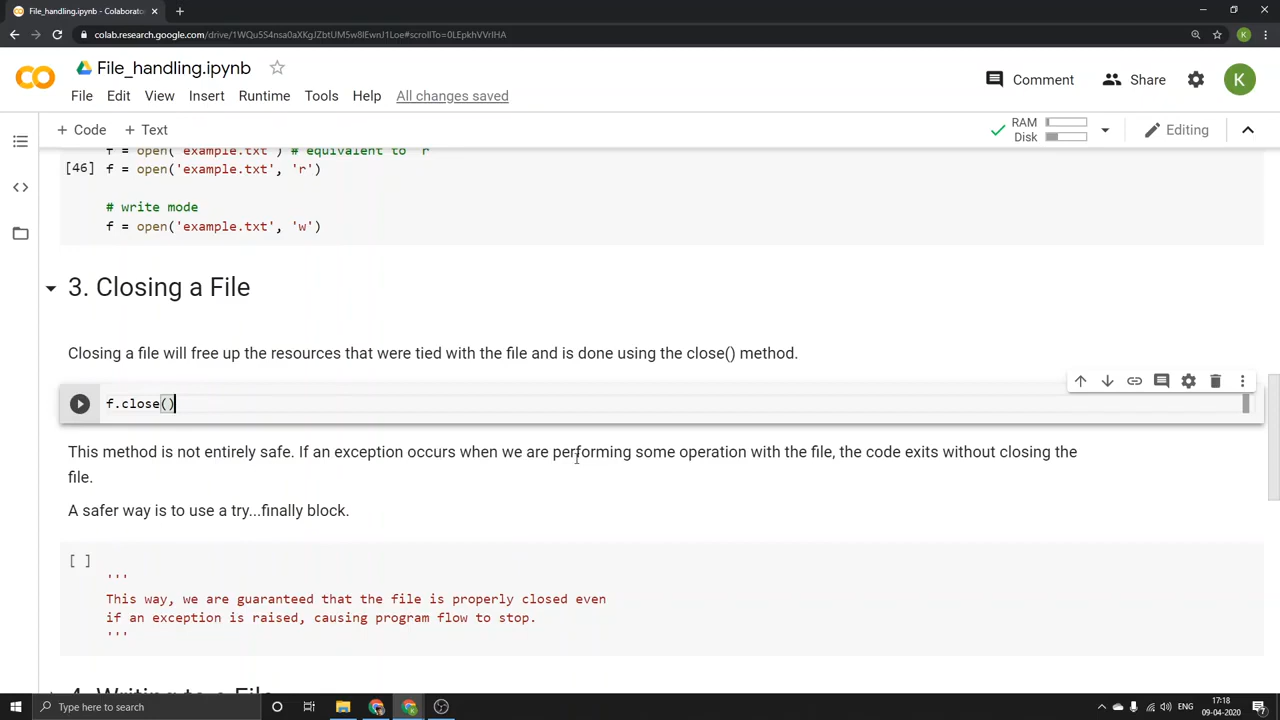 File_handling.ipynb - Colaborato
colab.research.google.com/drive/1WQu5S4nsa0aXKgJZbtUM5w8lEwnJ1Loe#scrollTo=0LEpkhVVrIHA
K
File_handling.ipynb
Comment
Share
K
File Edit View Insert Runtime Tools Help All changes saved
+ Code + Text
RAM
Disk
Editing
f = open('example.txt') # equivalent to 'r'
[46] f = open('example.txt', 'r')
# write mode
f = open('example.txt', 'w')
3. Closing a File
Closing a file will free up the resources that were tied with the file and is done using the close() method.
f.close()
This method is not entirely safe. If an exception occurs when we are performing some operation with the file, the code exits without closing the
file.
A safer way is to use a try...finally block.
[ ]
'''
This way, we are guaranteed that the file is properly closed even
if an exception is raised, causing program flow to stop.
'''
4. Writing to a File
Type here to search
17:18
09-04-2020